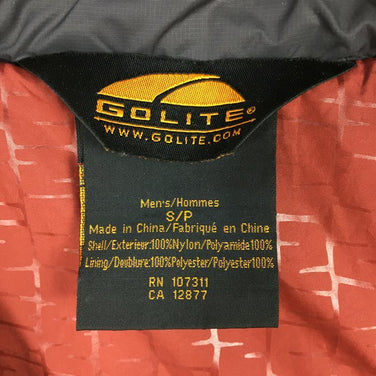 GOLITE®
WWW.GOLITE.COM
Men's/Hommes
S/P
Made in China/Fabriqué en Chine
Shell/Exterieur:100%Nylon/Polyamide100%
Lining/Doublure:100%Polyester/Polyester100%
RN 107311
CA 12877